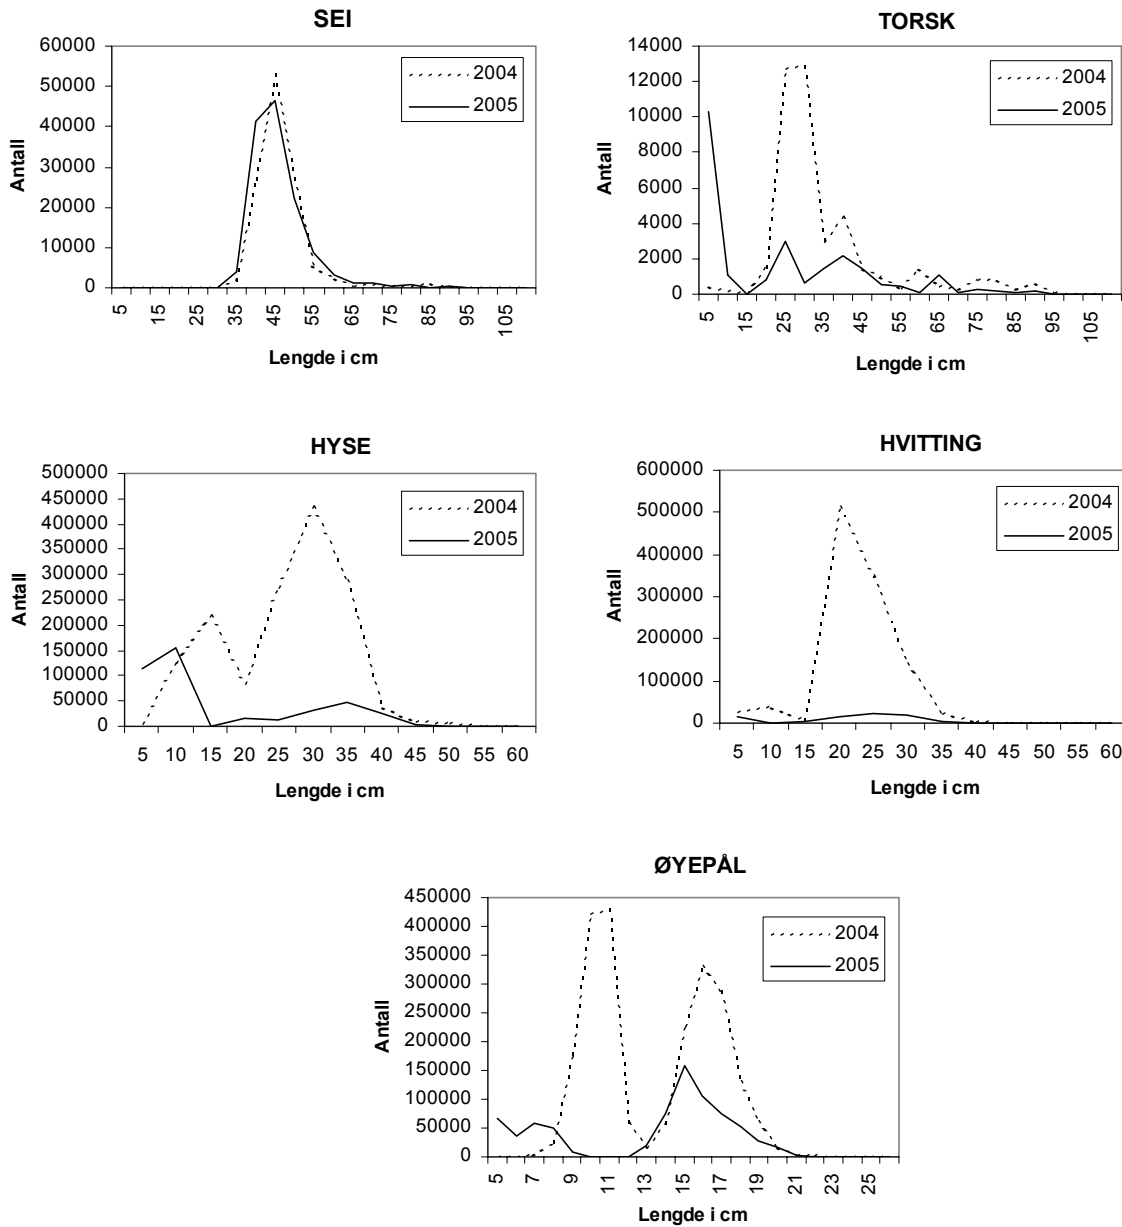 SEI
60000
50000
40000
30000
20000
10000
0
Antall
2004
2005
5 15 25 35 45 55 65 75 85 95 105
Lengde i cm
TORSK
14000
12000
10000
8000
6000
4000
2000
0
Antall
2004
2005
5 15 25 35 45 55 65 75 85 95 105
Lengde i cm
HYSE
500000
450000
400000
350000
300000
250000
200000
150000
100000
50000
0
Antall
2004
2005
5 10 15 20 25 30 35 40 45 50 55 60
Lengde i cm
HVITTING
600000
500000
400000
300000
200000
100000
0
Antall
2004
2005
5 10 15 20 25 30 35 40 45 50 55 60
Lengde i cm
ØYEPÅL
450000
400000
350000
300000
250000
200000
150000
100000
50000
0
Antall
2004
2005
5 7 9 11 13 15 17 19 21 23 25
Lengde i cm